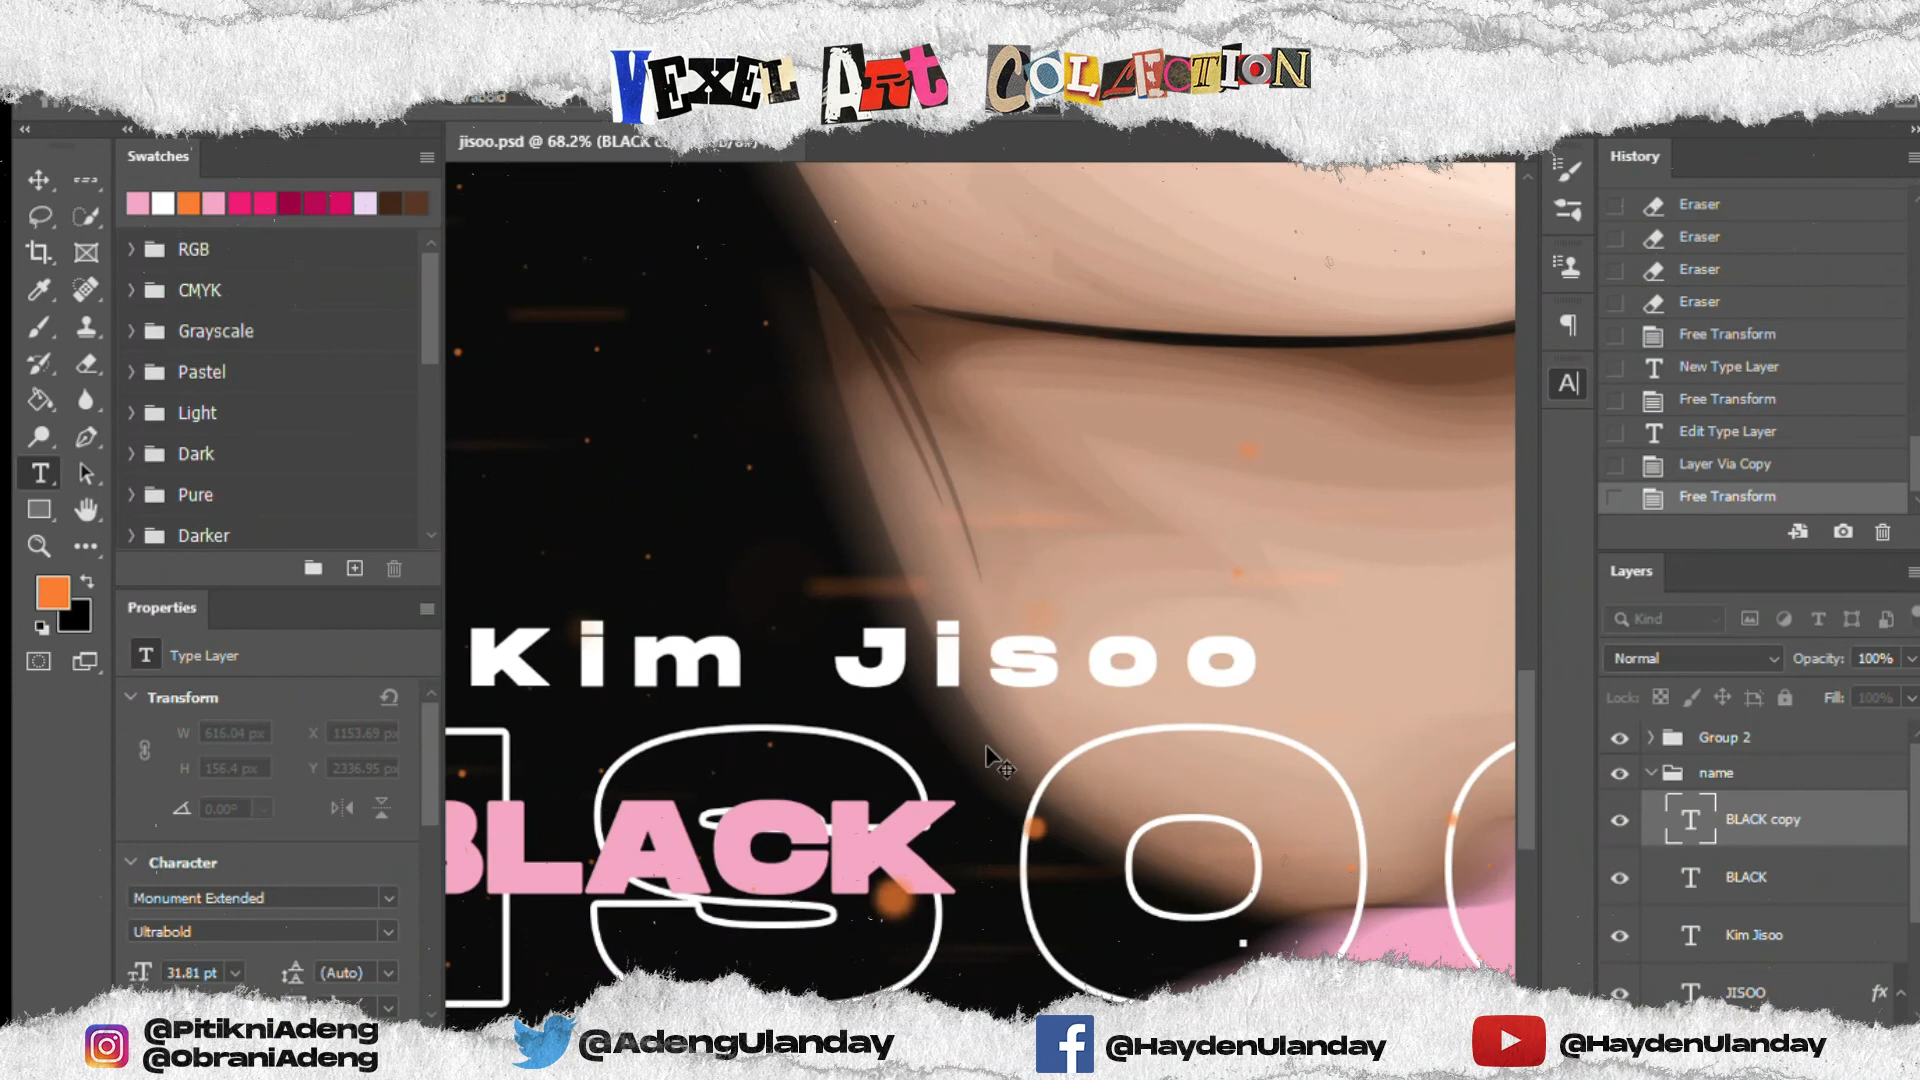 VEXEL ART COLLECTION
jisoo.psd @ 68.2% (BLACK
Swatches
RGB
CMYK
Grayscale
Pastel
Light
Dark
Pure
Darker
Properties
T Type Layer
Transform
W 616.04 px X 1153.69 px
H 156.4 px Y 2336.95 px
0.00°
Character
Monument Extended
Ultrabold
31.81 pt (Auto)
Kim Jisoo
BLACK
History
Eraser
Eraser
Eraser
Eraser
Free Transform
New Type Layer
Free Transform
Edit Type Layer
Layer Via Copy
Free Transform
Layers
Kind
Normal Opacity: 100%
Lock: Fill: 100%
Group 2
name
BLACK copy
BLACK
Kim Jisoo
JISOO fx
@PitikniAdeng
@ObraniAdeng
@AdengUlanday
@HaydenUlanday
@HaydenUlanday